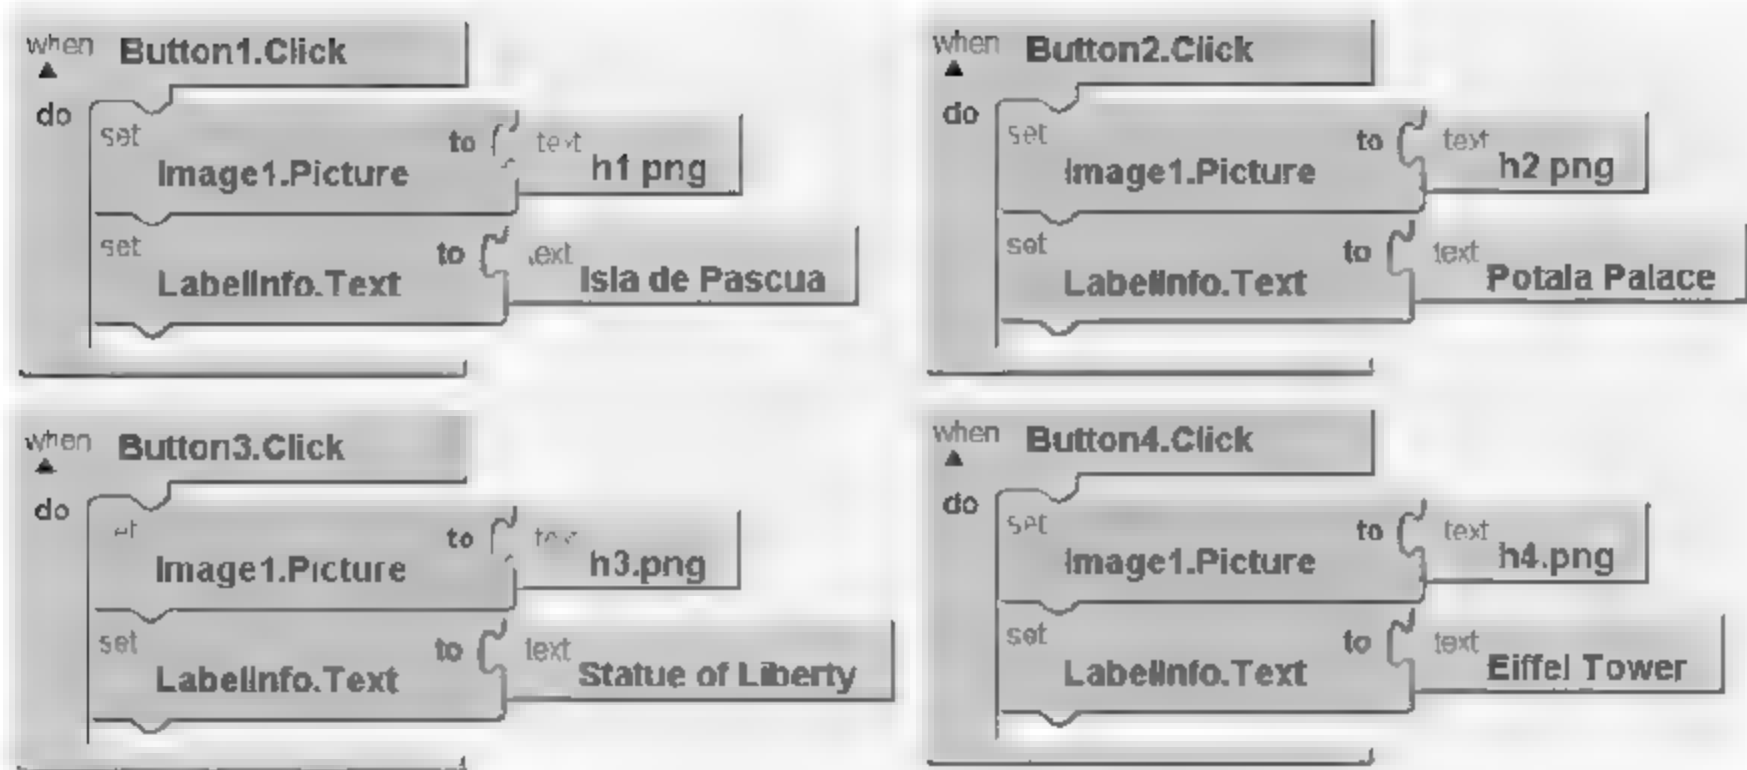 when Button1.Click
do
set Image1.Picture to text h1 png
set LabelInfo.Text to text Isla de Pascua
when Button2.Click
do
set Image1.Picture to text h2 png
set LabelInfo.Text to text Potala Palace
when Button3.Click
do
Image1.Picture to h3.png
set LabelInfo.Text to text Statue of Liberty
when Button4.Click
do
set Image1.Picture to text h4.png
set LabelInfo.Text to text Eiffel Tower